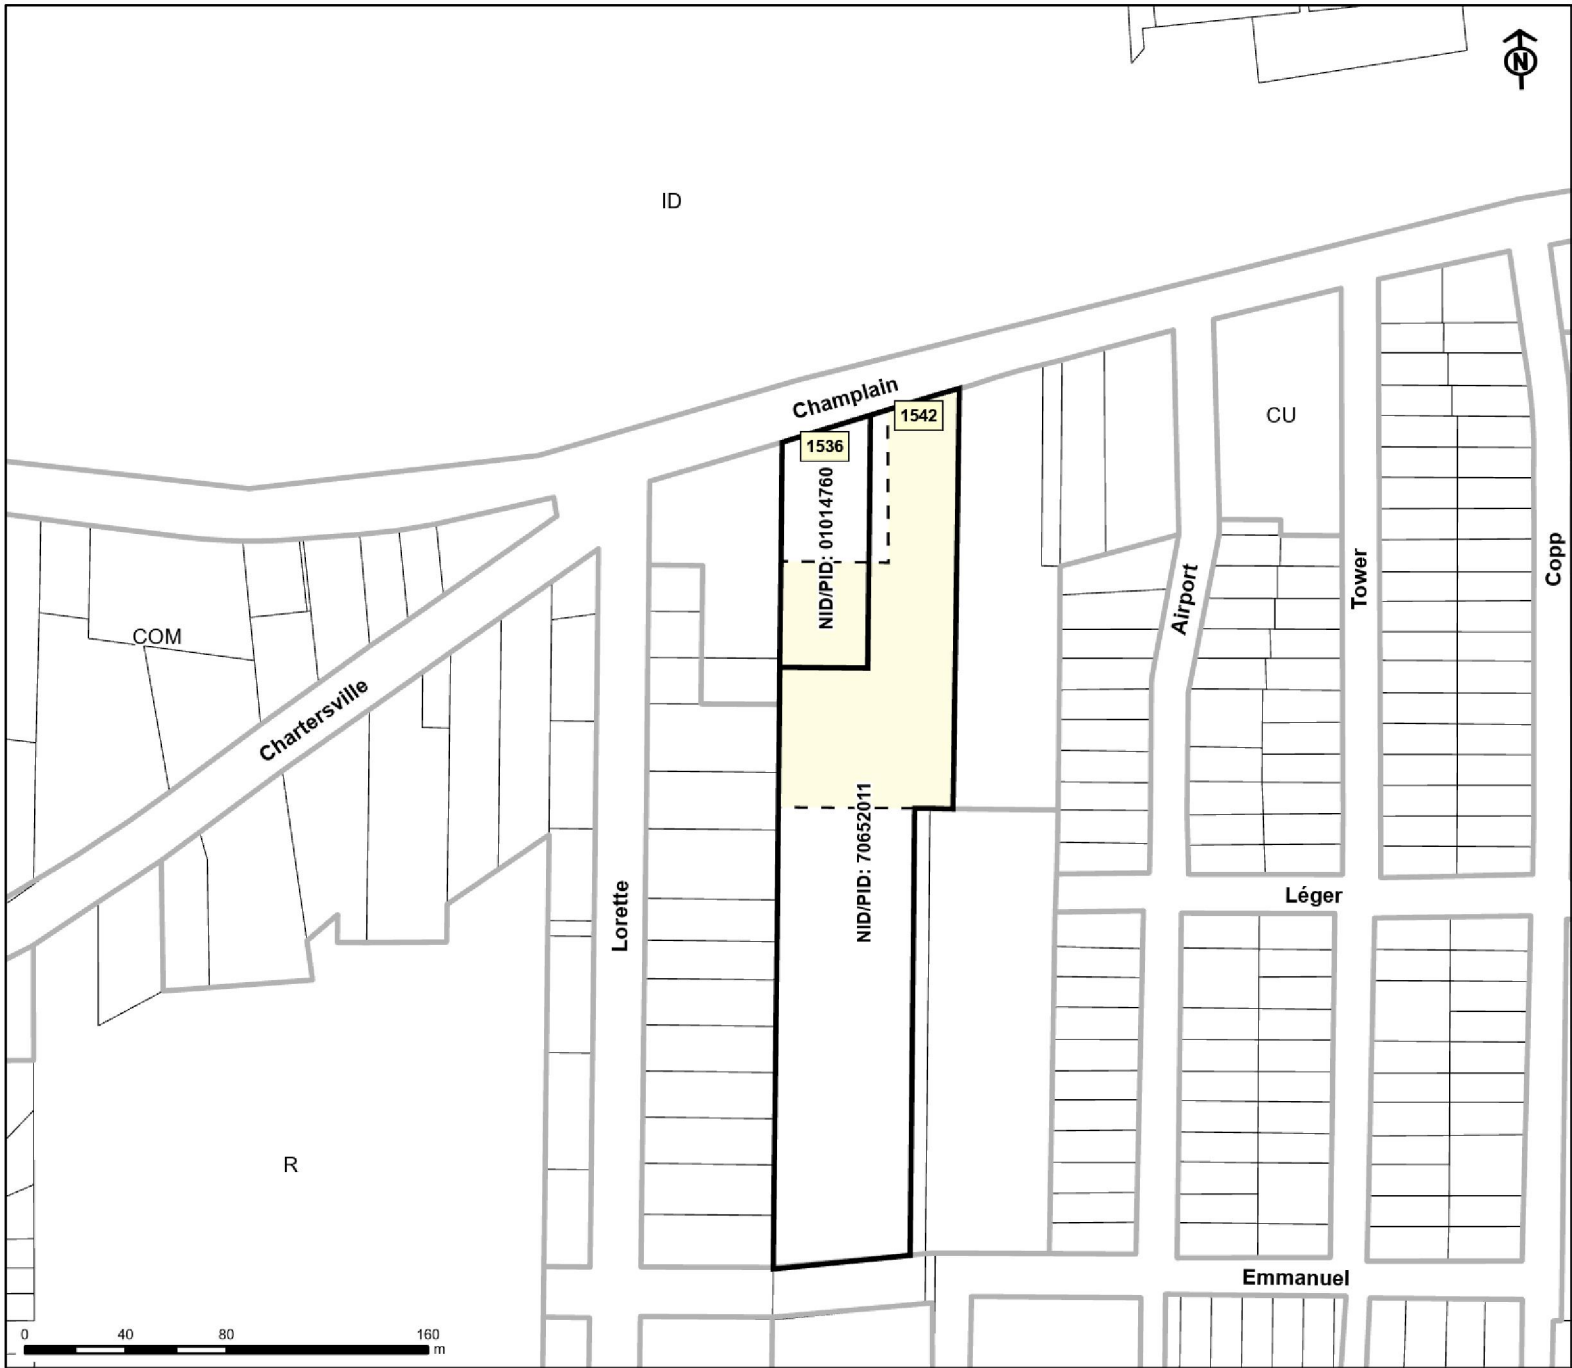 N
ID
Champlain
1542
CU
1536
NID/PID: 01014760
Copp
Tower
Airport
COM
Chartersville
NID/PID: 70652011
Léger
Lorette
R
Emmanuel
0 40 80 160
m